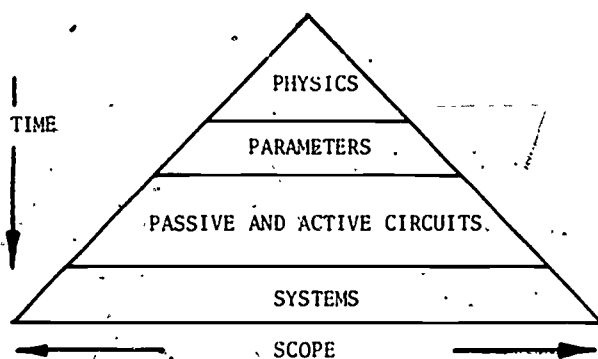 PHYSICS
TIME
PARAMETERS
PASSIVE AND ACTIVE CIRCUITS
SYSTEMS
SCOPE